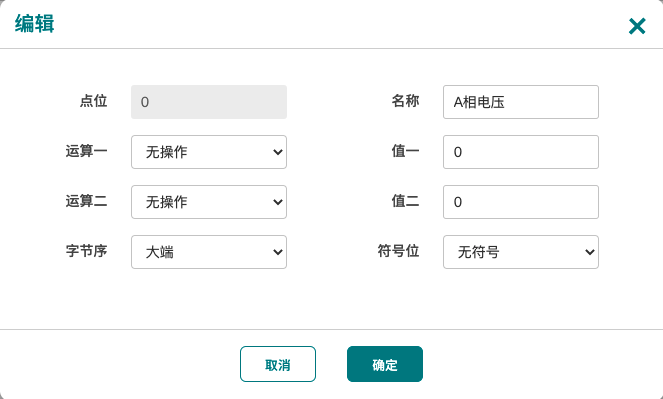 编辑
点位 0 名称 A相电压
运算一 无操作 值一 0
运算二 无操作 值二 0
字节序 大端 符号位 无符号
取消 确定